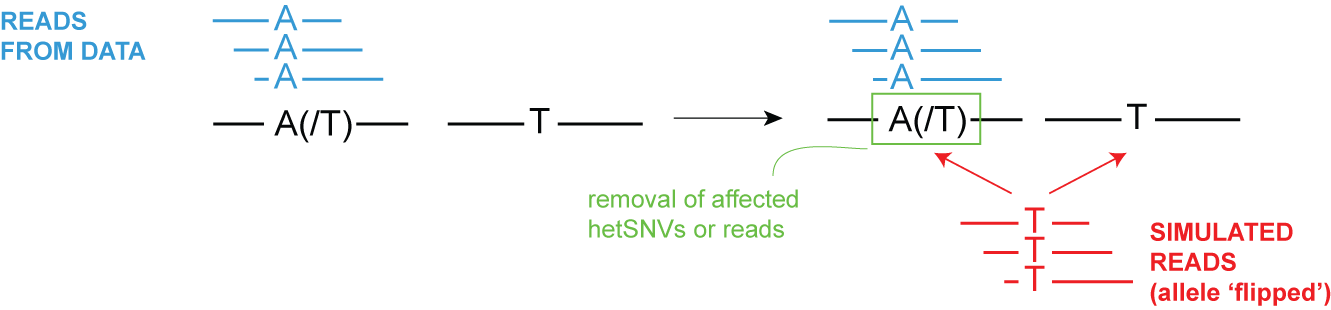 READS
FROM DATA
A
A
A
A(/T)
T
A
A
A
A(/T)
T
removal of affected
hetSNVs or reads
T
T
T
SIMULATED
READS
(allele ‘flipped’)